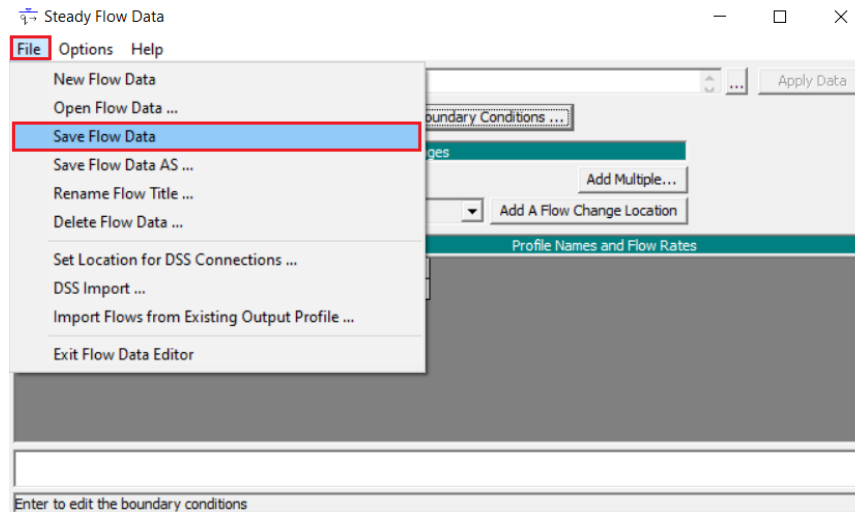 Steady Flow Data
File Options Help
New Flow Data
Open Flow Data ...
Save Flow Data
Save Flow Data AS ...
Rename Flow Title ...
Delete Flow Data ...
Set Location for DSS Connections ...
DSS Import ...
Import Flows from Existing Output Profile ...
Exit Flow Data Editor
... Apply Data
oundary Conditions ...
ges
Add Multiple...
Add A Flow Change Location
Profile Names and Flow Rates
Enter to edit the boundary conditions